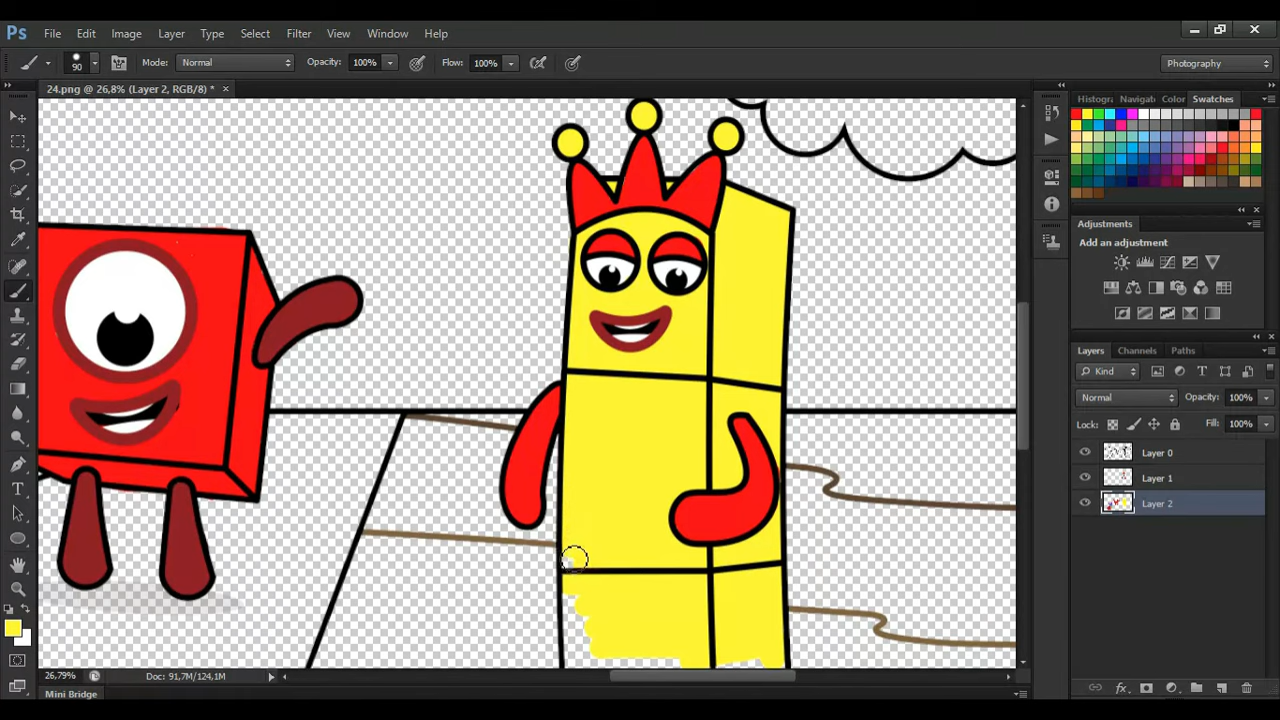 Ps File Edit Image Layer Type Select Filter View Window Help
90 Mode: Normal Opacity: 100% Flow: 100% Photography
24.png @ 26,8% (Layer 2, RGB/8) * ×
Histogra Navigat Color Swatches
Adjustments
Add an adjustment
Layers Channels Paths
Kind
Normal Opacity: 100%
Lock: Fill: 100%
Layer 0
Layer 1
Layer 2
26,79% Doc: 91,7M/124,1M
Mini Bridge